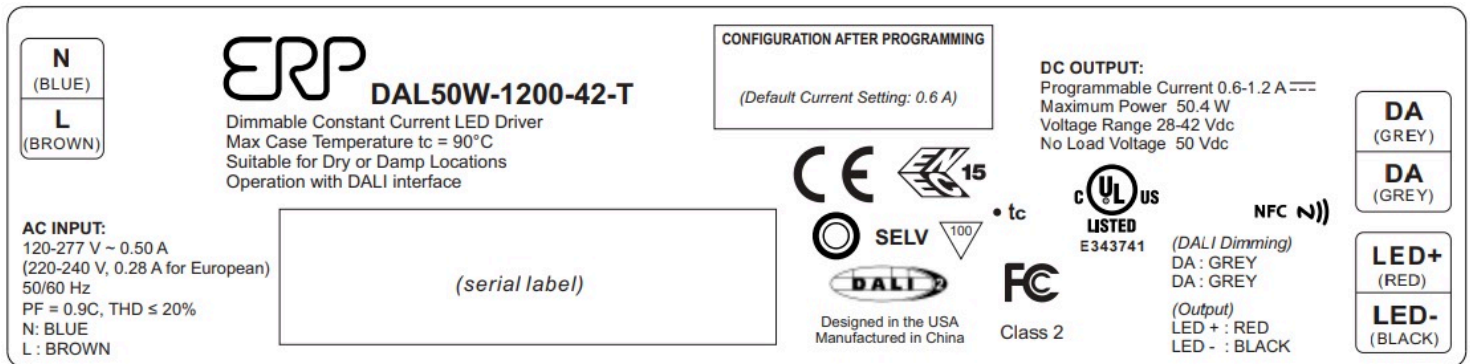 N
(BLUE)
L
(BROWN)
ERP
DAL50W-1200-42-T
Dimmable Constant Current LED Driver
Max Case Temperature tc = 90°C
Suitable for Dry or Damp Locations
Operation with DALI interface
CONFIGURATION AFTER PROGRAMMING
(Default Current Setting: 0.6 A)
DC OUTPUT:
Programmable Current 0.6-1.2 A ⎓
Maximum Power 50.4 W
Voltage Range 28-42 Vdc
No Load Voltage 50 Vdc
DA
(GREY)
DA
(GREY)
AC INPUT:
120-277 V ~ 0.50 A
(220-240 V, 0.28 A for European)
50/60 Hz
PF = 0.9C, THD ≤ 20%
N: BLUE
L : BROWN
(serial label)
CE
ENEC
15
SELV
100
• tc
DALI 2
Designed in the USA
Manufactured in China
FC
Class 2
C UL US
LISTED
E343741
NFC
(DALI Dimming)
DA : GREY
DA : GREY
(Output)
LED + : RED
LED - : BLACK
LED+
(RED)
LED-
(BLACK)